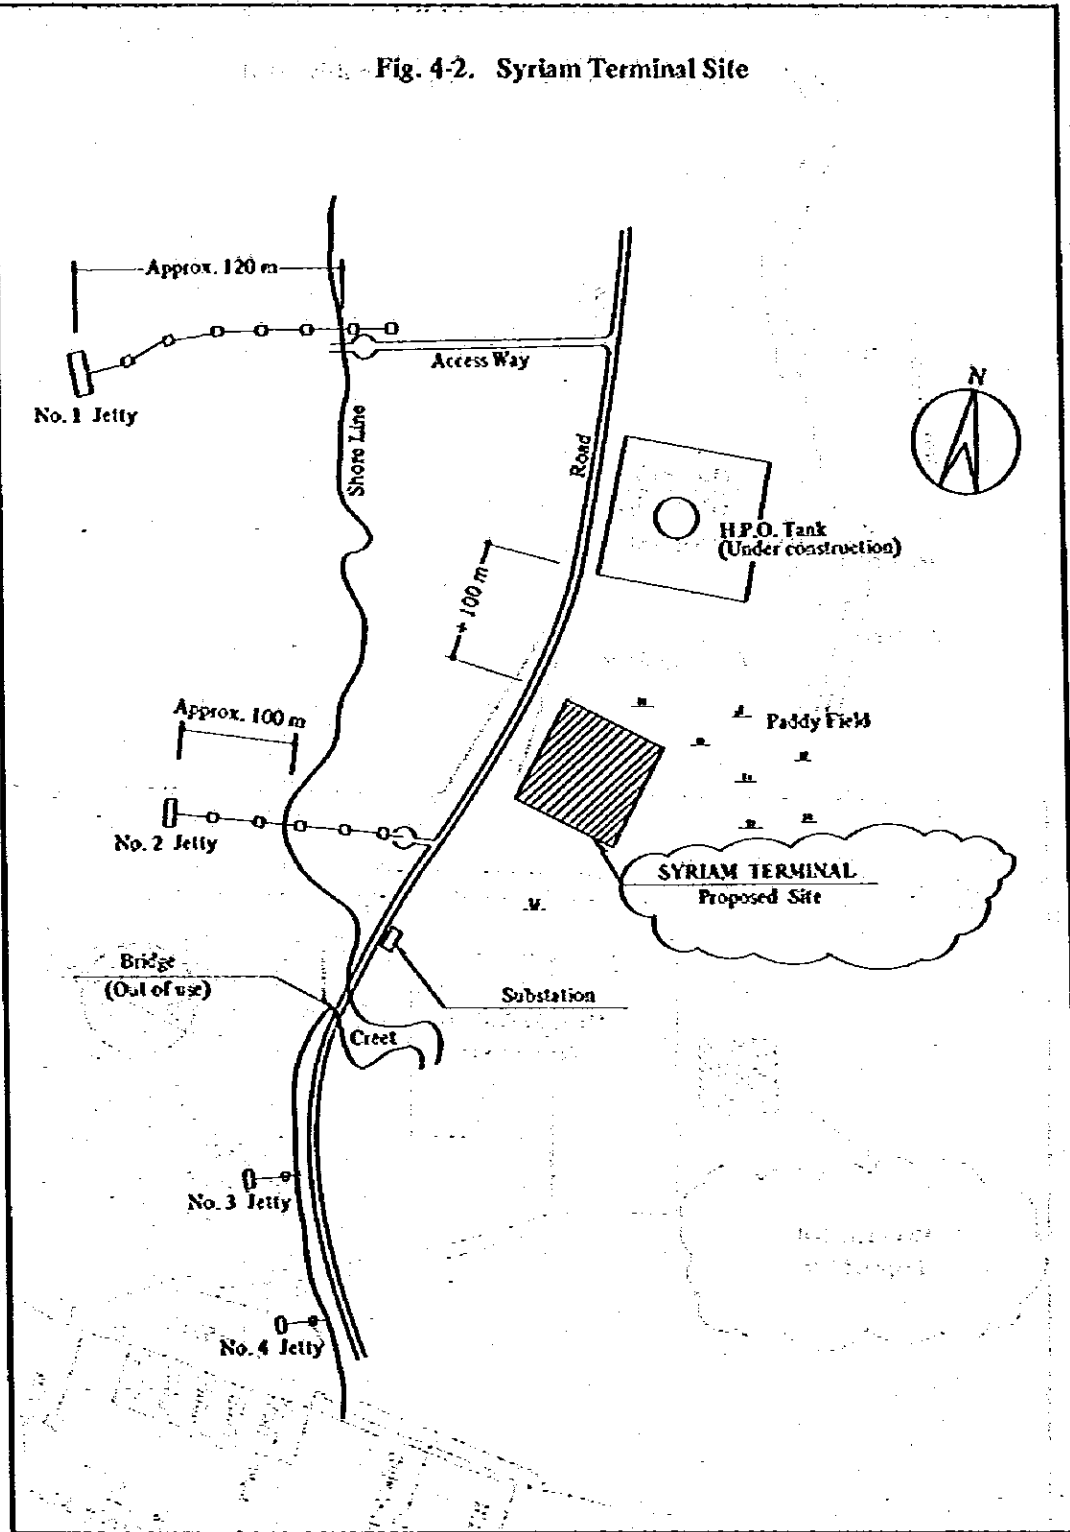 Fig. 4-2. Syriam Terminal Site
Approx. 120 m
Access Way
No. 1 Jetty
Shore Line
Road
N
H.P.O. Tank
(Under construction)
100 m
Approx. 100 m
Paddy Field
No. 2 Jetty
SYRIAM TERMINAL
Proposed Site
Bridge
(Out of use)
Substation
Creet
No. 3 Jetty
No. 4 Jetty